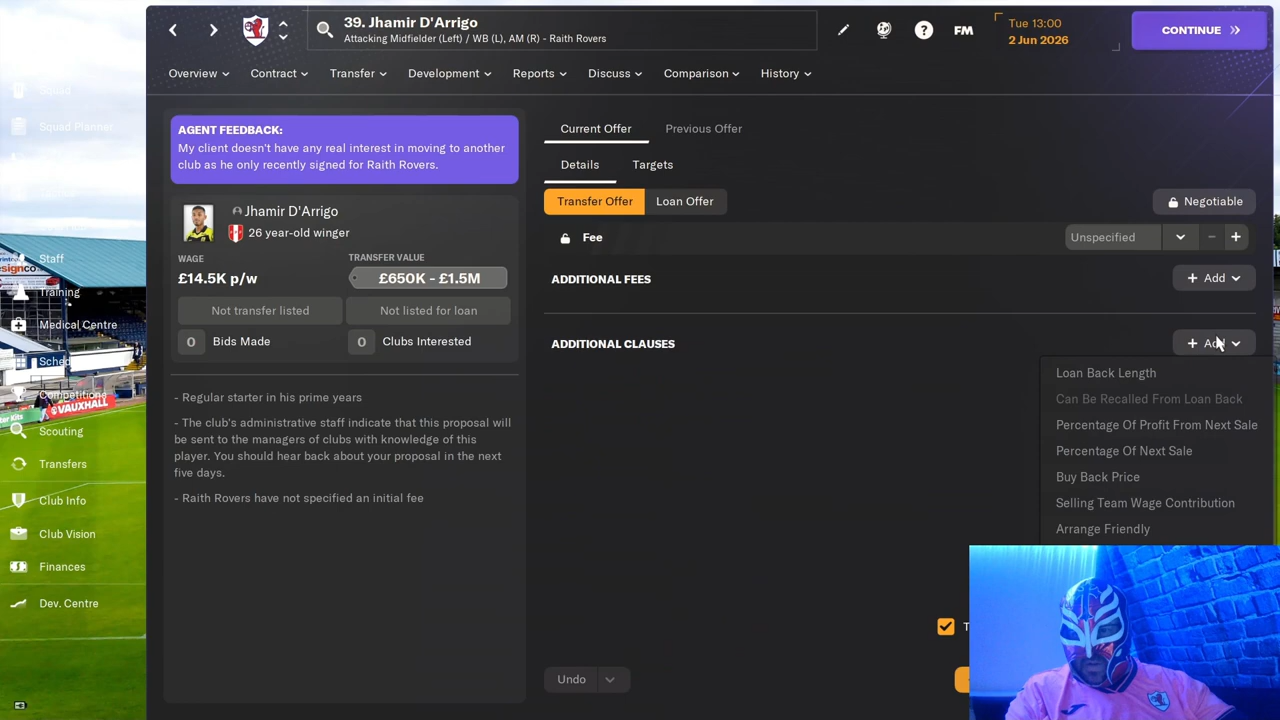 39. Jhamir D'Arrigo
Attacking Midfielder (Left) / WB (L), AM (R) - Raith Rovers
FM
Tue 13:00
2 Jun 2026
CONTINUE
Overview
Contract
Transfer
Development
Reports
Discuss
Comparison
History
Squad
Squad Planner
Staff
Training
Medical Centre
Sched
Competitions
Scouting
Transfers
Club Info
Club Vision
Finances
Dev. Centre
VAUXHALL
AGENT FEEDBACK:
My client doesn't have any real interest in moving to another
club as he only recently signed for Raith Rovers.
Jhamir D'Arrigo
26 year-old winger
WAGE
TRANSFER VALUE
£14.5K p/w
£650K - £1.5M
Not transfer listed
Not listed for loan
0 Bids Made
0 Clubs Interested
- Regular starter in his prime years
- The club's administrative staff indicate that this proposal will
be sent to the managers of clubs with knowledge of this
player. You should hear back about your proposal in the next
five days.
- Raith Rovers have not specified an initial fee
Current Offer
Previous Offer
Details
Targets
Transfer Offer
Loan Offer
Negotiable
Fee
Unspecified
ADDITIONAL FEES
+ Add
ADDITIONAL CLAUSES
+ Add
Loan Back Length
Can Be Recalled From Loan Back
Percentage Of Profit From Next Sale
Percentage Of Next Sale
Buy Back Price
Selling Team Wage Contribution
Arrange Friendly
Undo